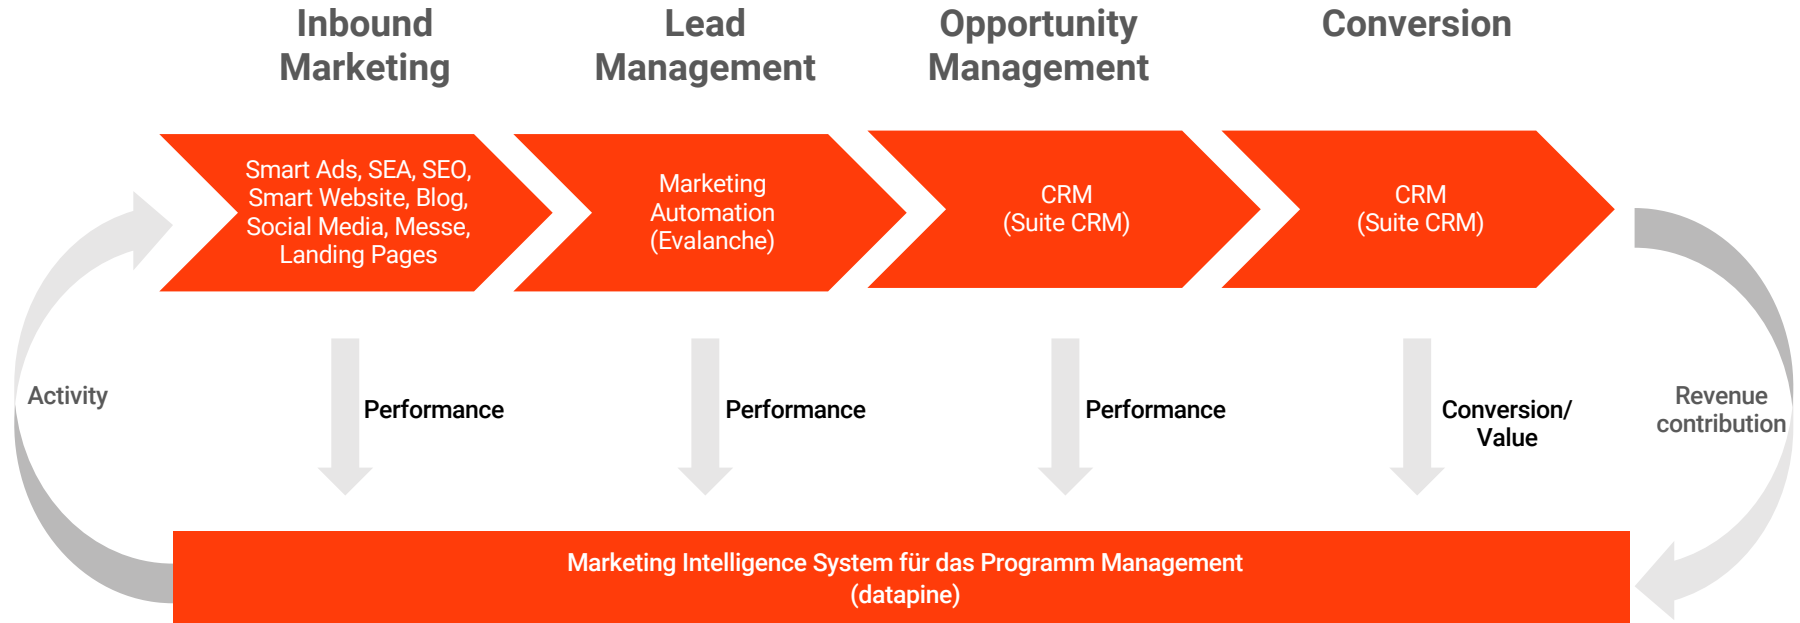 Inbound
Marketing
Lead
Management
Opportunity
Management
Conversion
Smart Ads, SEA, SEO,
Smart Website, Blog,
Social Media, Messe,
Landing Pages
Marketing
Automation
(Evalanche)
CRM
(Suite CRM)
CRM
(Suite CRM)
Activity
Performance
Performance
Performance
Conversion/
Value
Revenue
contribution
Marketing Intelligence System für das Programm Management
(datapine)